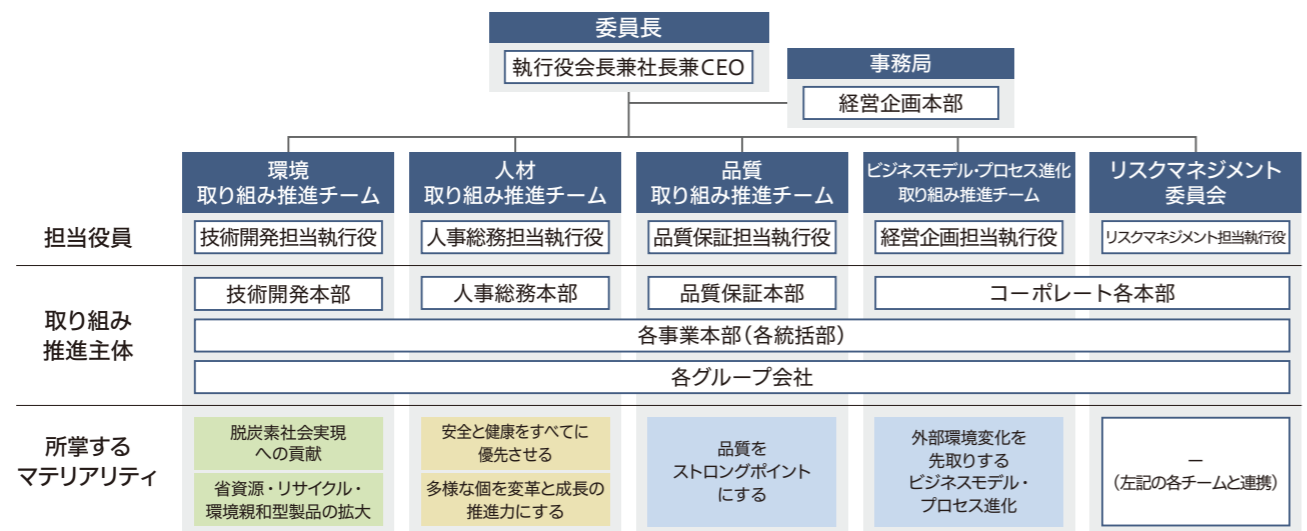 委員長
執行役会長兼社長兼CEO
事務局
経営企画本部
環境
取り組み推進チーム
人材
取り組み推進チーム
品質
取り組み推進チーム
ビジネスモデル・プロセス進化
取り組み推進チーム
リスクマネジメント
委員会
担当役員
技術開発担当執行役
人事総務担当執行役
品質保証担当執行役
経営企画担当執行役
リスクマネジメント担当執行役
取り組み
推進主体
技術開発本部
人事総務本部
品質保証本部
コーポレート各本部
各事業本部（各統括部）
各グループ会社
所掌する
マテリアリティ
脱炭素社会実現
への貢献
省資源・リサイクル・
環境親和型製品の拡大
安全と健康をすべてに
優先させる
多様な個を変革と成長の
推進力にする
品質を
ストロングポイント
にする
外部環境変化を
先取りする
ビジネスモデル・
プロセス進化
―
（左記の各チームと連携）